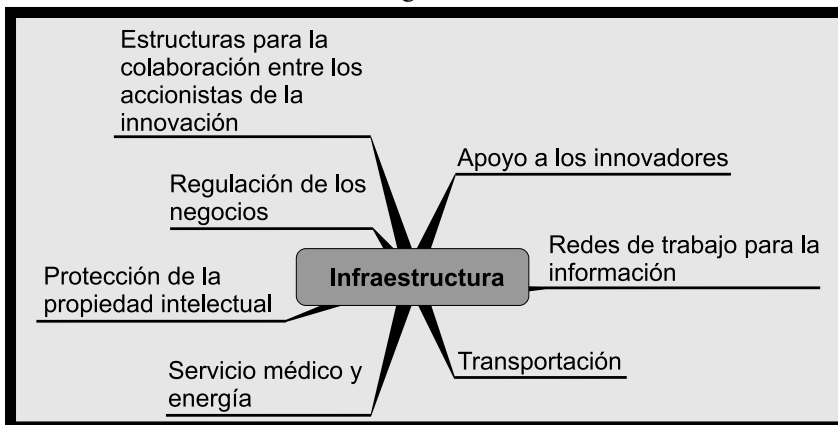 Estructuras para la
colaboración entre los
accionistas de la
innovación
Apoyo a los innovadores
Regulación de los
negocios
Redes de trabajo para la
información
Infraestructura
Protección de la
propiedad intelectual
Servicio médico y
energía
Transportación